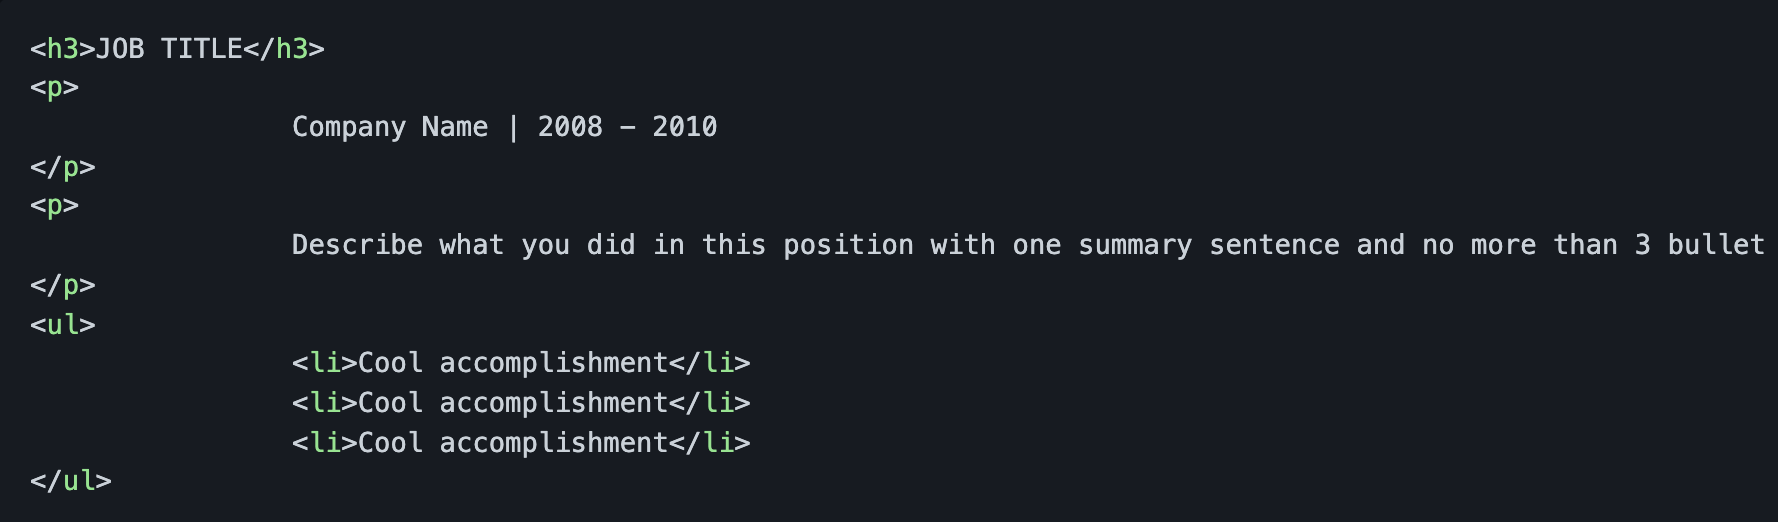 <h3>JOB TITLE</h3>
<p>
Company Name | 2008 – 2010
</p>
<p>
Describe what you did in this position with one summary sentence and no more than 3 bullet
</p>
<ul>
<li>Cool accomplishment</li>
<li>Cool accomplishment</li>
<li>Cool accomplishment</li>
</ul>